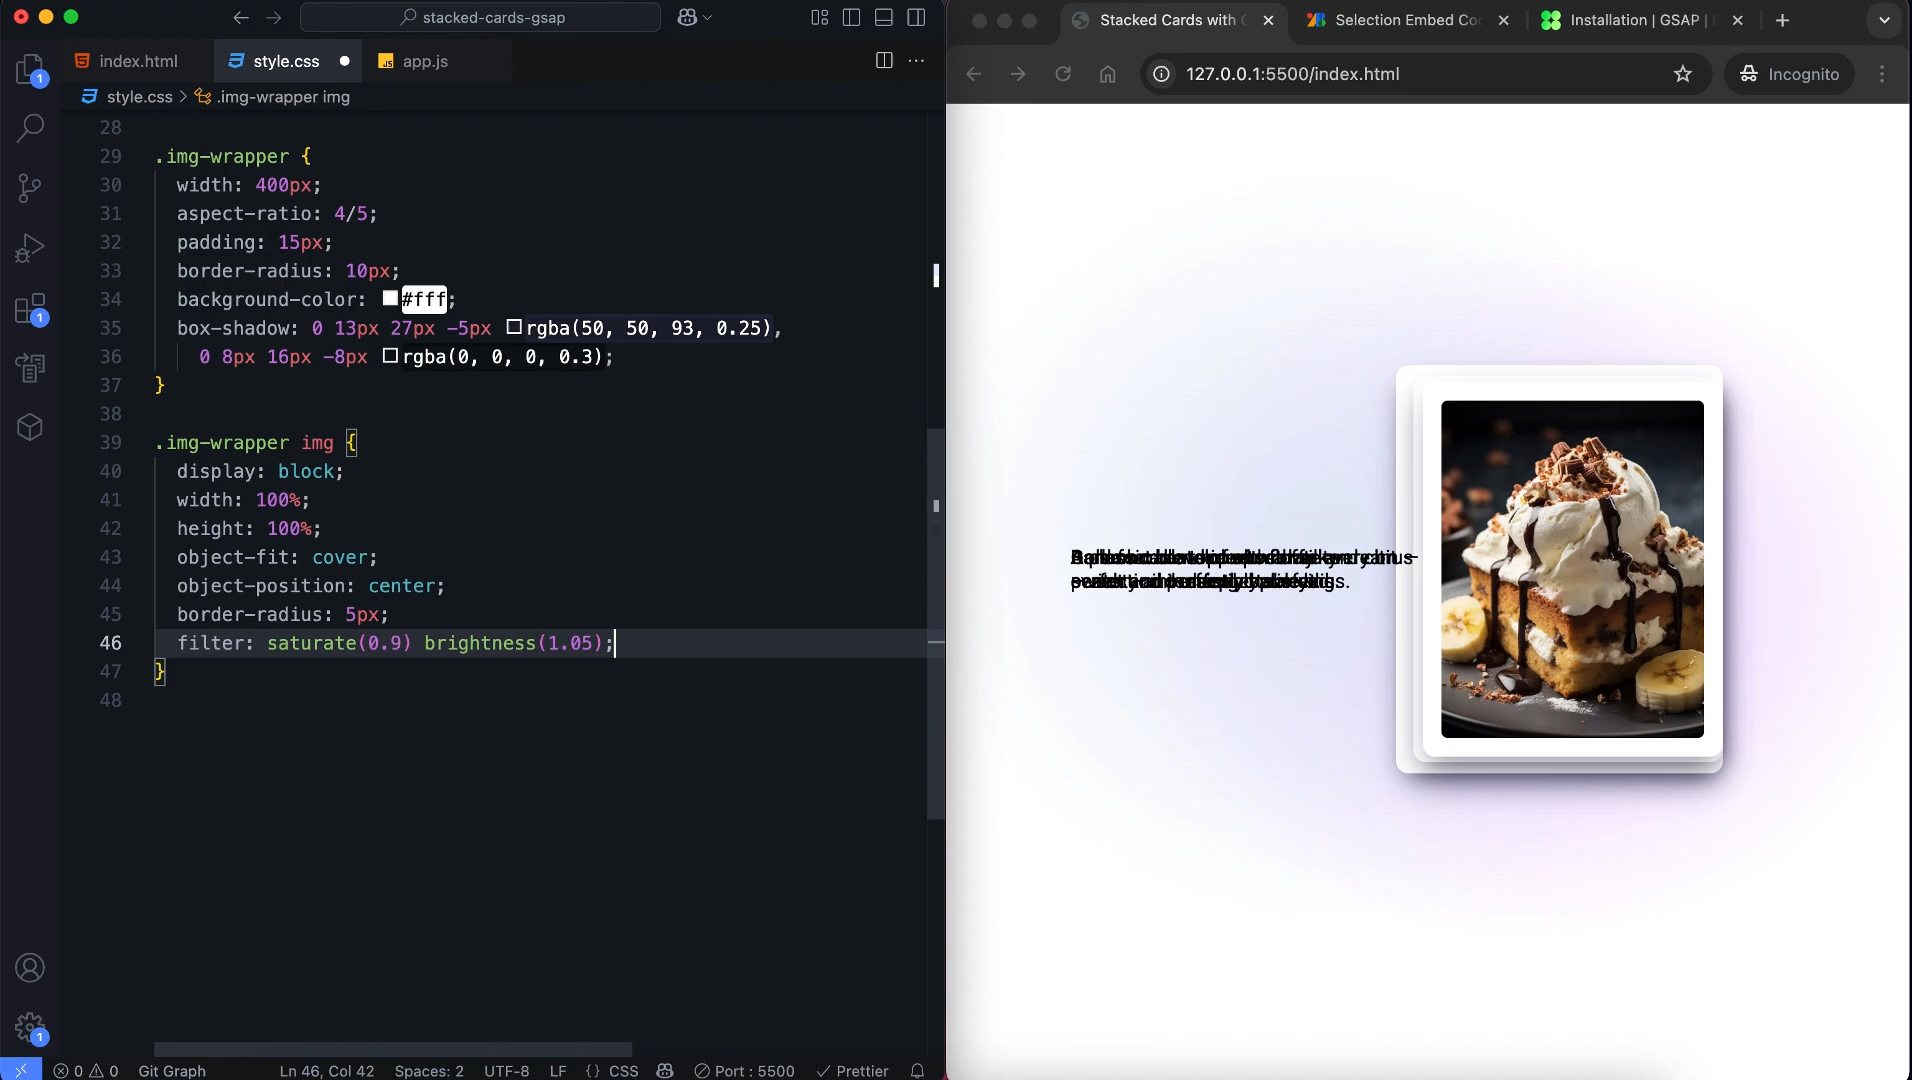 stacked-cards-gsap
index.html
style.css
app.js
style.css > .img-wrapper img
28
29 .img-wrapper {
30 width: 400px;
31 aspect-ratio: 4/5;
32 padding: 15px;
33 border-radius: 10px;
34 background-color: #fff;
35 box-shadow: 0 13px 27px -5px rgba(50, 50, 93, 0.25),
36 0 8px 16px -8px rgba(0, 0, 0, 0.3);
37 }
38
39 .img-wrapper img {
40 display: block;
41 width: 100%;
42 height: 100%;
43 object-fit: cover;
44 object-position: center;
45 border-radius: 5px;
46 filter: saturate(0.9) brightness(1.05);
47 }
48
1
1
1
0 0 Git Graph Ln 46, Col 42 Spaces: 2 UTF-8 LF {} CSS Port : 5500 Prettier
Stacked Cards with
Selection Embed Co
Installation | GSAP |
127.0.0.1:5500/index.html
Incognito